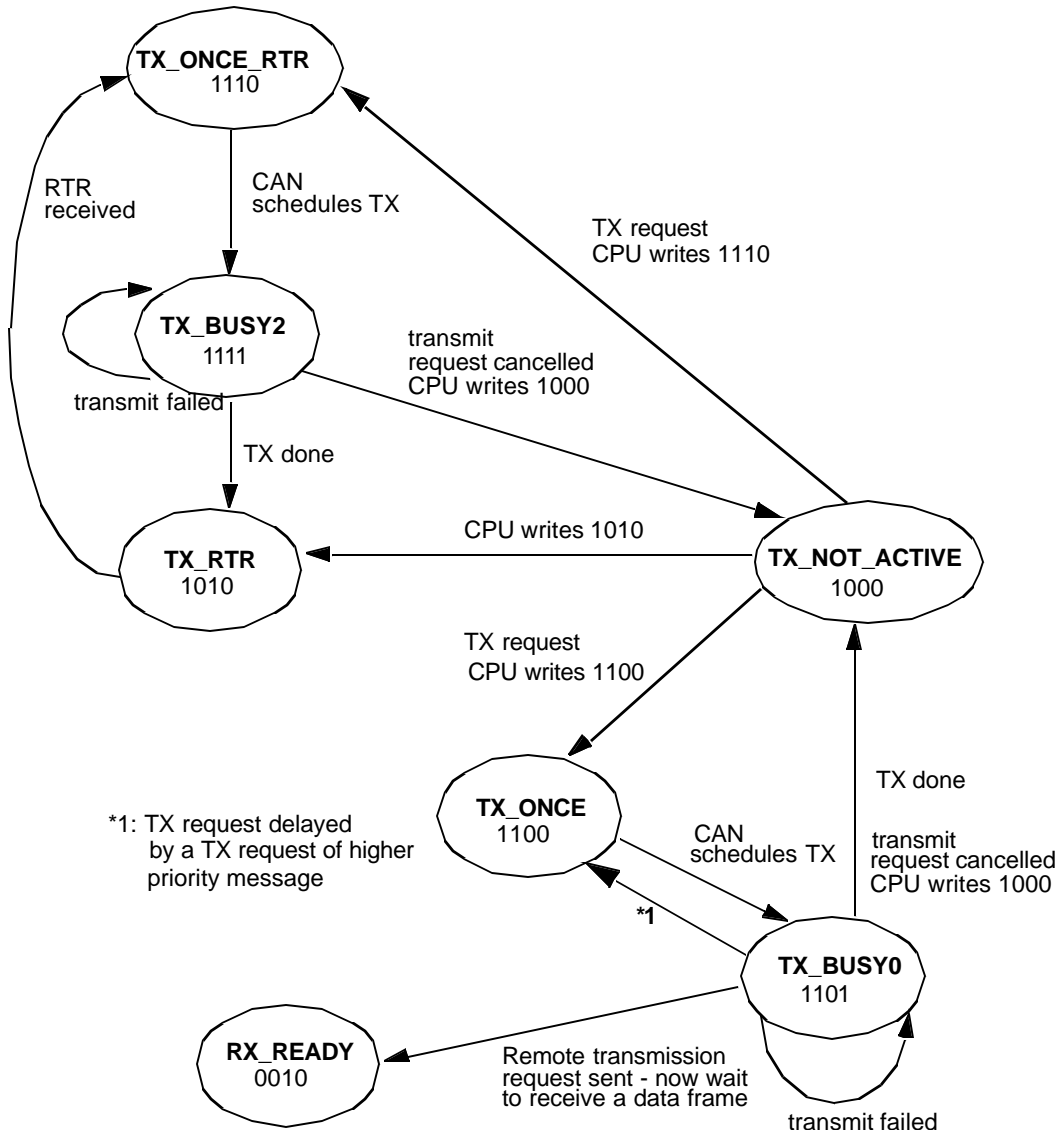 TX_ONCE_RTR
1110
RTR
received
CAN
schedules TX
TX request
CPU writes 1110
TX_BUSY2
1111
transmit
request cancelled
CPU writes 1000
transmit failed
TX done
CPU writes 1010
TX_RTR
1010
TX_NOT_ACTIVE
1000
TX request
CPU writes 1100
TX done
*1: TX request delayed
by a TX request of higher
priority message
TX_ONCE
1100
CAN
schedules TX
transmit
request cancelled
CPU writes 1000
*1
TX_BUSY0
1101
RX_READY
0010
Remote transmission
request sent - now wait
to receive a data frame
transmit failed